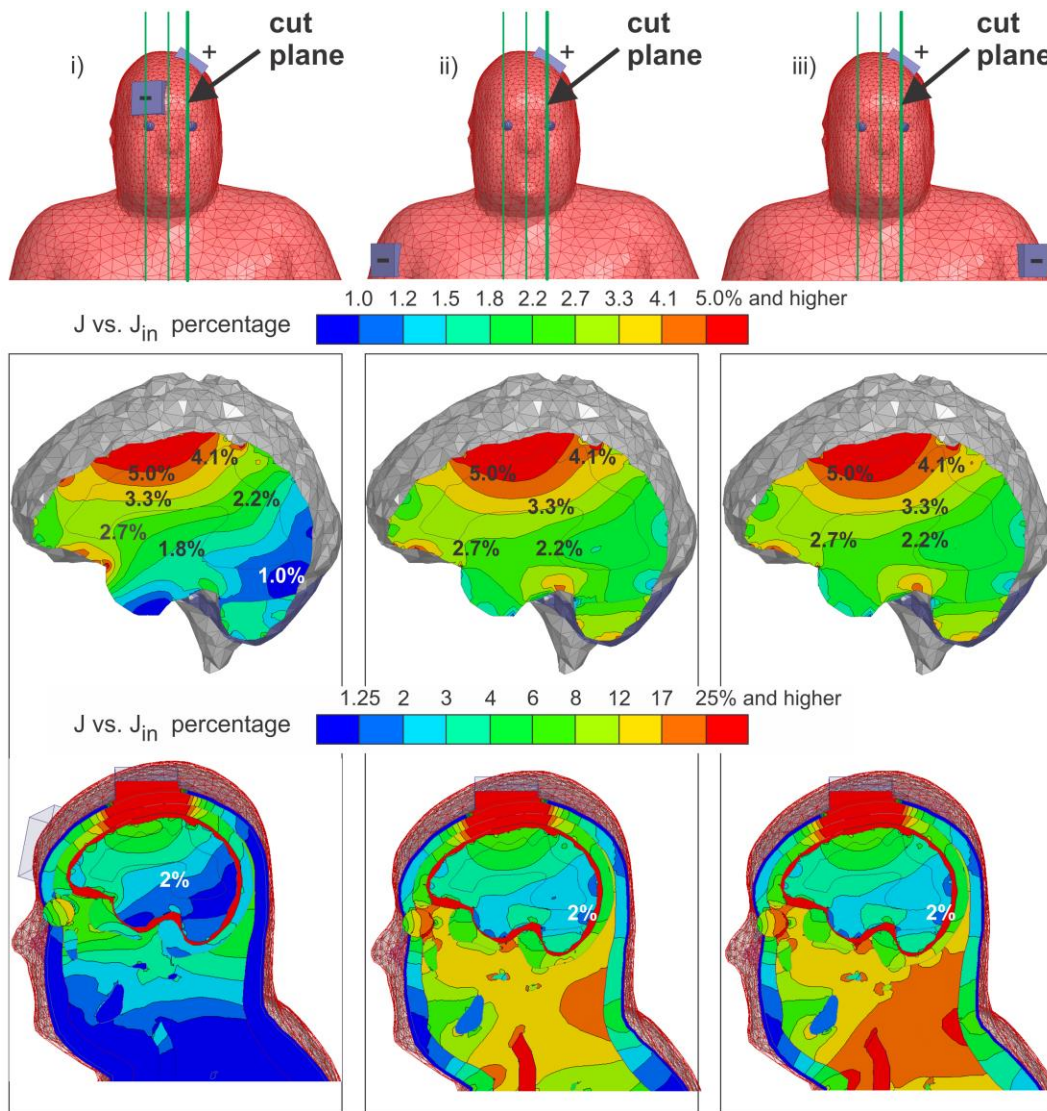 i)
+
cut
plane
-
ii)
+
cut
plane
-
iii)
+
cut
plane
-
1.0 1.2 1.5 1.8 2.2 2.7 3.3 4.1 5.0% and higher
J vs. J_in percentage
4.1%
5.0%
3.3%
2.2%
2.7%
1.8%
1.0%
4.1%
5.0%
3.3%
2.7%
2.2%
4.1%
5.0%
3.3%
2.7%
2.2%
1.25 2 3 4 6 8 12 17 25% and higher
J vs. J_in percentage
2%
2%
2%